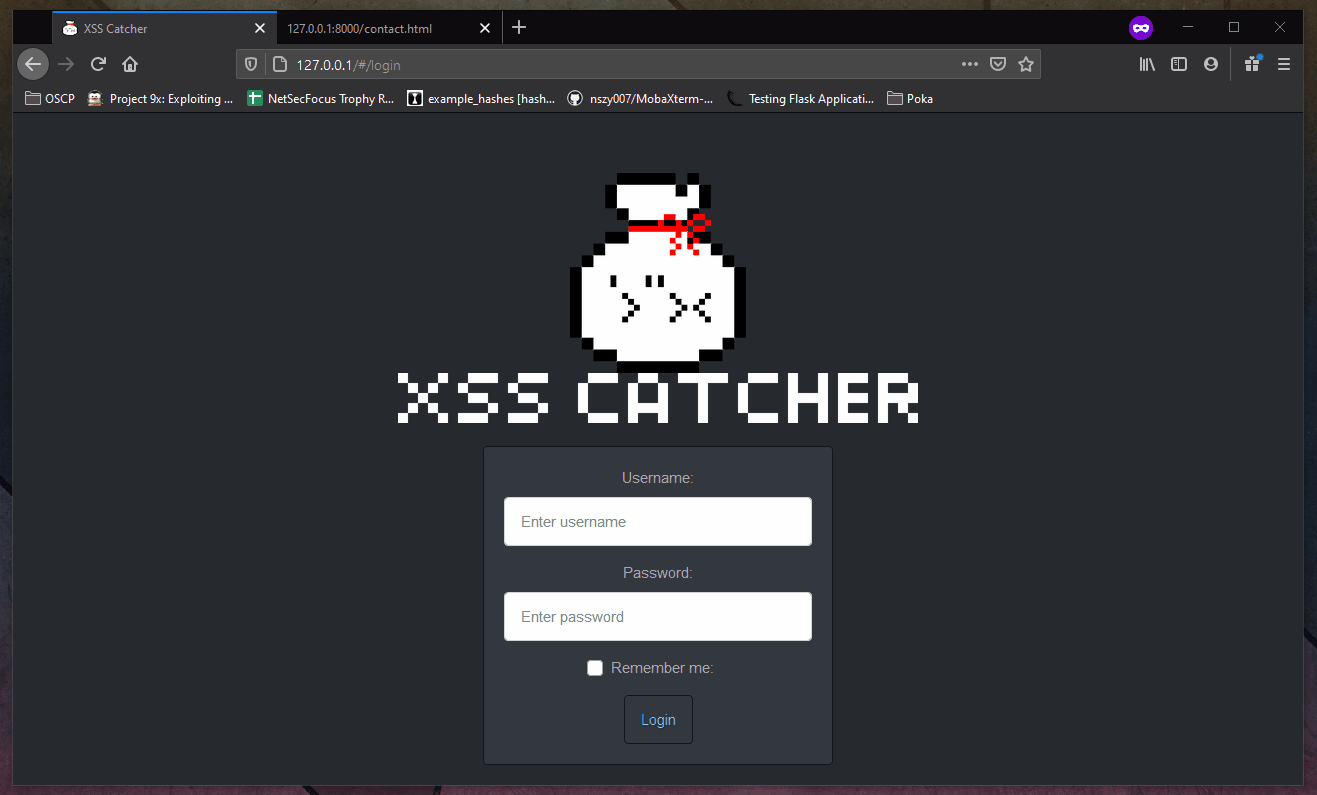 XSS Catcher
127.0.0.1:8000/contact.html
127.0.0.1/#/login
OSCP
Project 9x: Exploiting ...
NetSecFocus Trophy R...
example_hashes [hash...
nszy007/MobaXterm-...
Testing Flask Applicati...
Poka
XSS CATCHER
Username:
Enter username
Password:
Enter password
Remember me:
Login